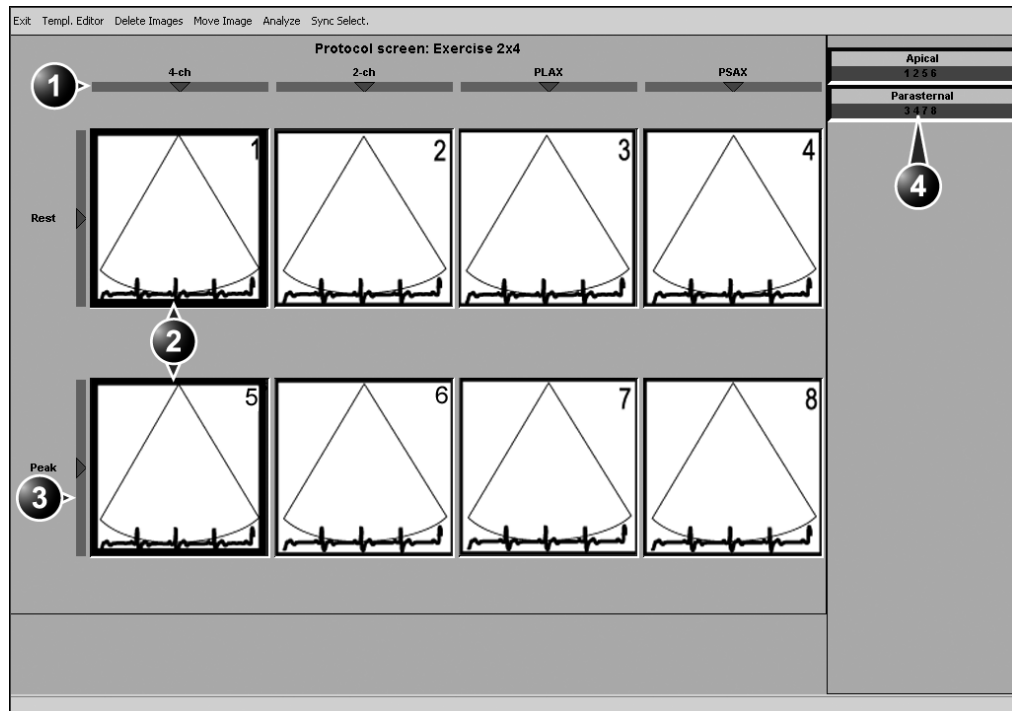 Exit Templ. Editor Delete Images Move Image Analyze Sync Select.
Protocol screen: Exercise 2x4
4-ch 2-ch PLAX PSAX
1
Rest
1 2 3 4
2
Peak
3
5 6 7 8
Apical
1 2 5 6
Parasternal
3 4 7 8
4